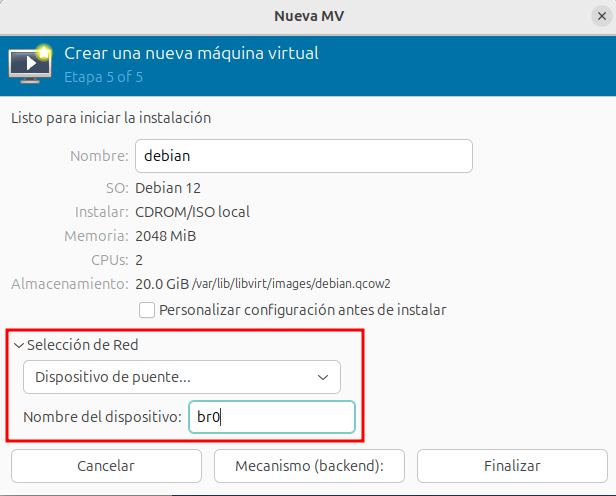 Nueva MV
Crear una nueva máquina virtual
Etapa 5 of 5
Listo para iniciar la instalación
Nombre: debian
SO: Debian 12
Instalar: CDROM/ISO local
Memoria: 2048 MiB
CPUs: 2
Almacenamiento: 20.0 GiB /var/lib/libvirt/images/debian.qcow2
Personalizar configuración antes de instalar
Selección de Red
Dispositivo de puente...
Nombre del dispositivo: br0
Cancelar Mecanismo (backend): Finalizar